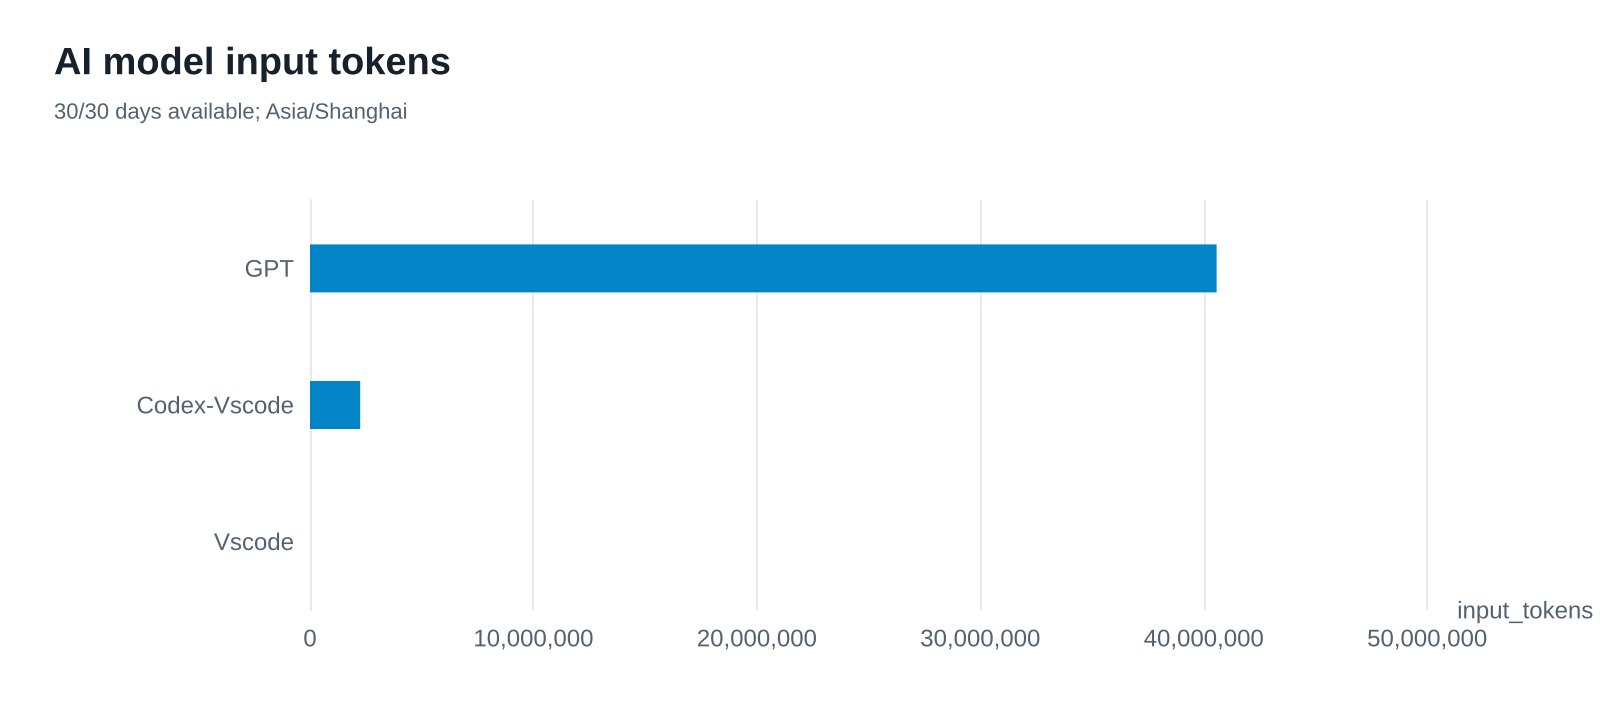 AI model input tokens
30/30 days available; Asia/Shanghai
GPT
Codex-Vscode
Vscode
input_tokens
0 10,000,000 20,000,000 30,000,000 40,000,000 50,000,000